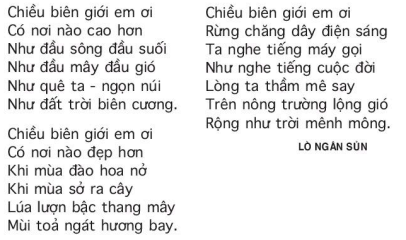 Chiều biên giới em ơi
Có nơi nào cao hơn
Như đầu sông đầu suối
Như đầu mây đầu gió
Như quê ta - ngọn núi
Như đất trời biên cương.
Chiều biên giới em ơi
Có nơi nào đẹp hơn
Khi mùa đào hoa nở
Khi mùa sở ra cây
Lúa lượn bậc thang mây
Mùi toả ngát hương bay.
Chiều biên giới em ơi
Rừng chăng dây điện sáng
Ta nghe tiếng máy gọi
Như nghe tiếng cuộc đời
Lòng ta thầm mê say
Trên nông trường lộng gió
Rộng như trời mênh mông.
LÒ NGÂN SỦN